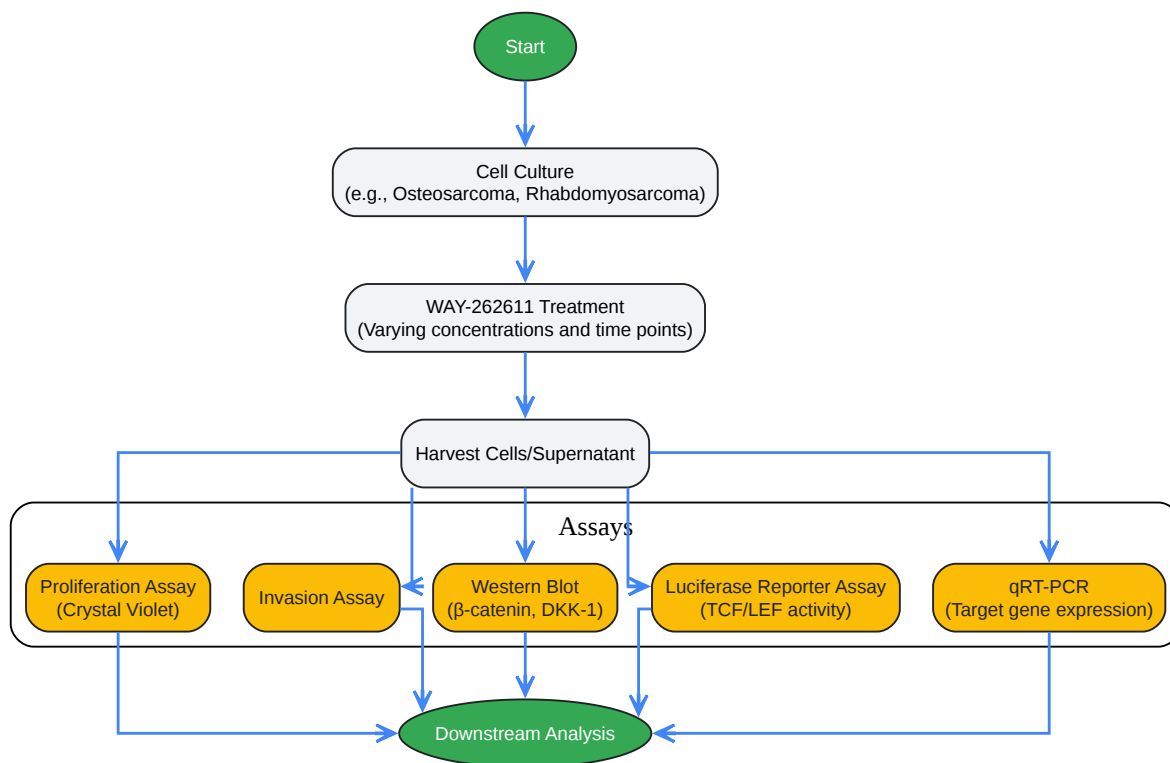 Start
Cell Culture
(e.g., Osteosarcoma, Rhabdomyosarcoma)
WAY-262611 Treatment
(Varying concentrations and time points)
Harvest Cells/Supernatant
Assays
Proliferation Assay
(Crystal Violet)
Invasion Assay
Western Blot
(β-catenin, DKK-1)
Luciferase Reporter Assay
(TCF/LEF activity)
qRT-PCR
(Target gene expression)
Downstream Analysis